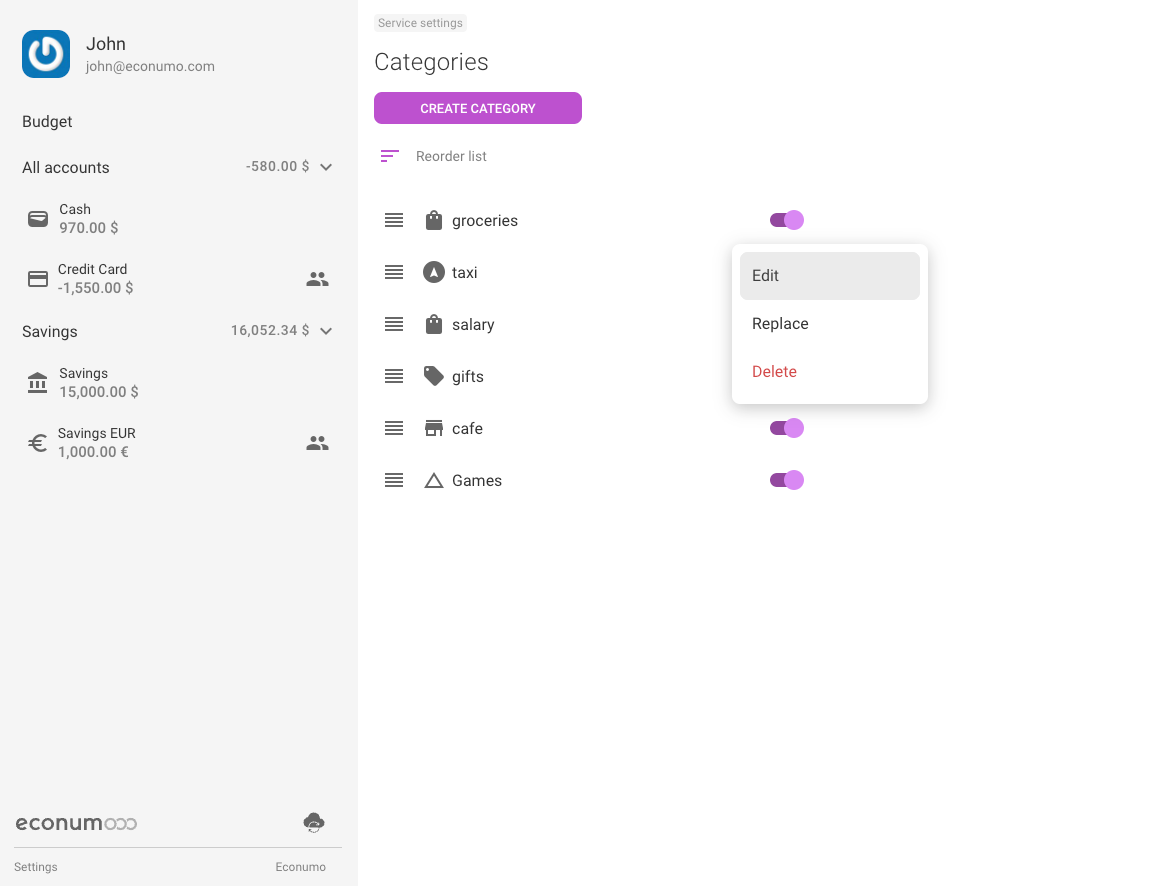 John
john@econumo.com
Budget
All accounts -580.00 $
Cash
970.00 $
Credit Card
-1,550.00 $
Savings 16,052.34 $
Savings
15,000.00 $
Savings EUR
1,000.00 €
econumo
Settings Econumo
Service settings
Categories
CREATE CATEGORY
Reorder list
groceries
taxi
salary
gifts
cafe
Games
Edit
Replace
Delete